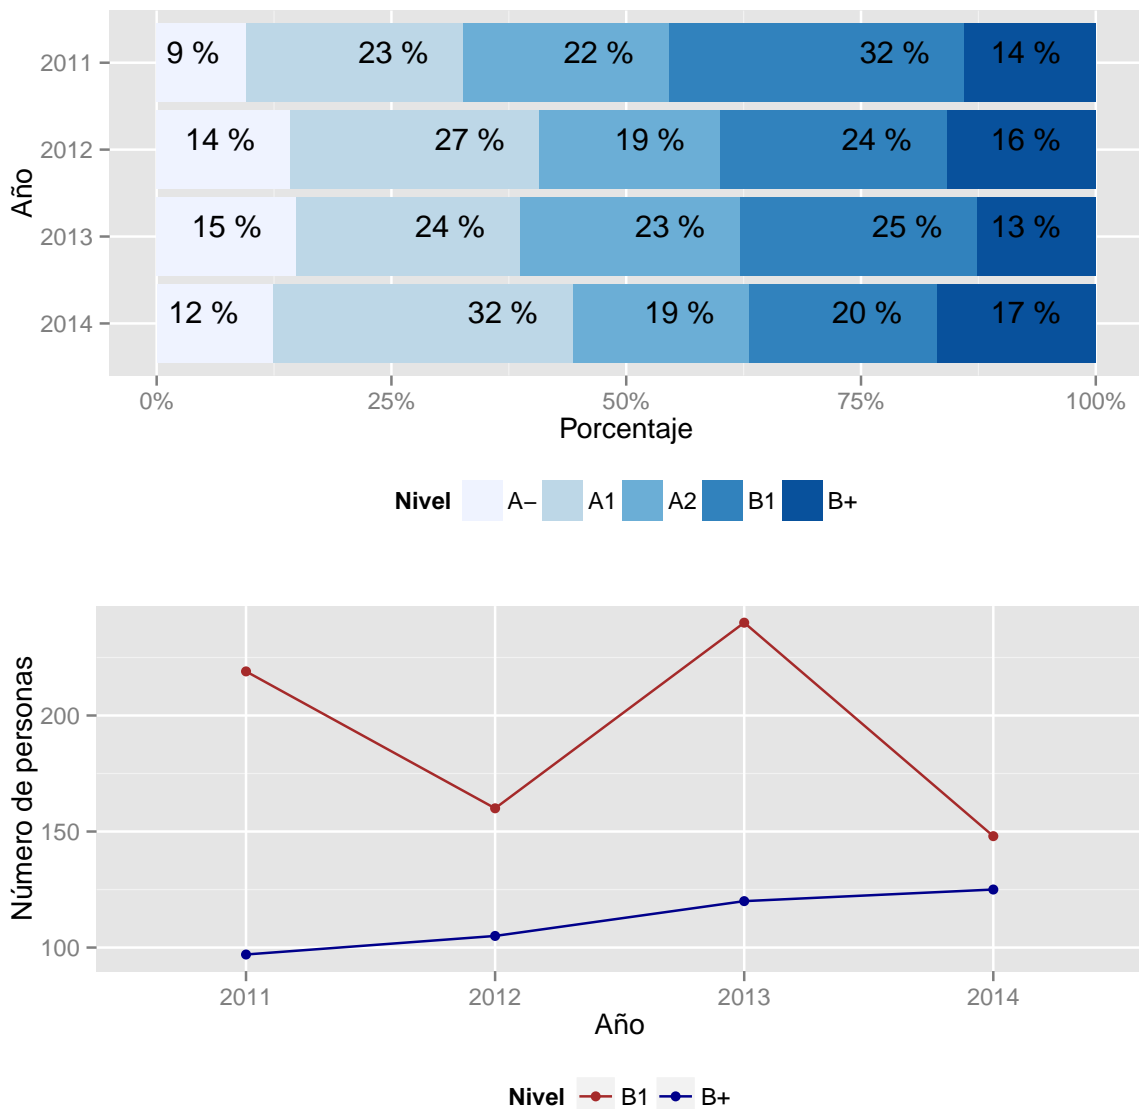 2011
9 %
23 %
22 %
32 %
14 %
2012
14 %
27 %
19 %
24 %
16 %
2013
15 %
24 %
23 %
25 %
13 %
2014
12 %
32 %
19 %
20 %
17 %
Año
0%
25%
50%
75%
100%
Porcentaje
Nivel
A−
A1
A2
B1
B+
Número de personas
200
150
100
2011
2012
2013
2014
Año
Nivel
B1
B+